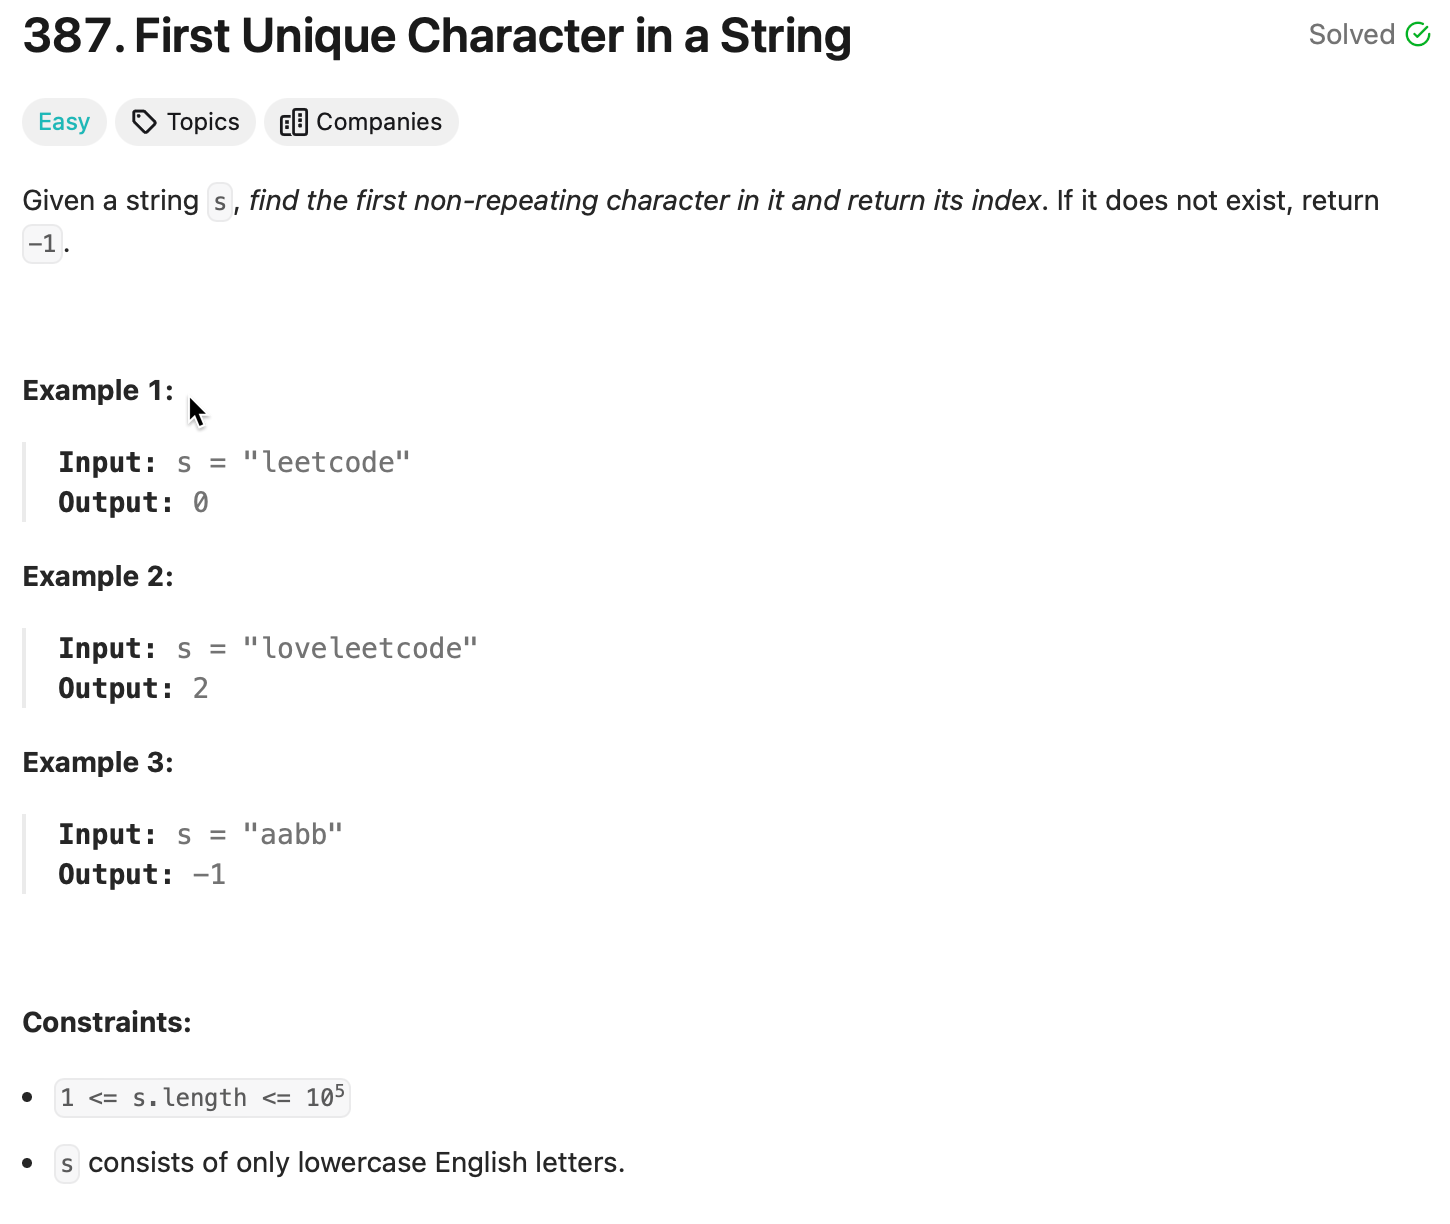 387. First Unique Character in a String
Solved
Easy
Topics
Companies
Given a string s, find the first non-repeating character in it and return its index. If it does not exist, return
-1.
Example 1:
Input: s = "leetcode"
Output: 0
Example 2:
Input: s = "loveleetcode"
Output: 2
Example 3:
Input: s = "aabb"
Output: -1
Constraints:
• 1 <= s.length <= 10⁵
• s consists of only lowercase English letters.